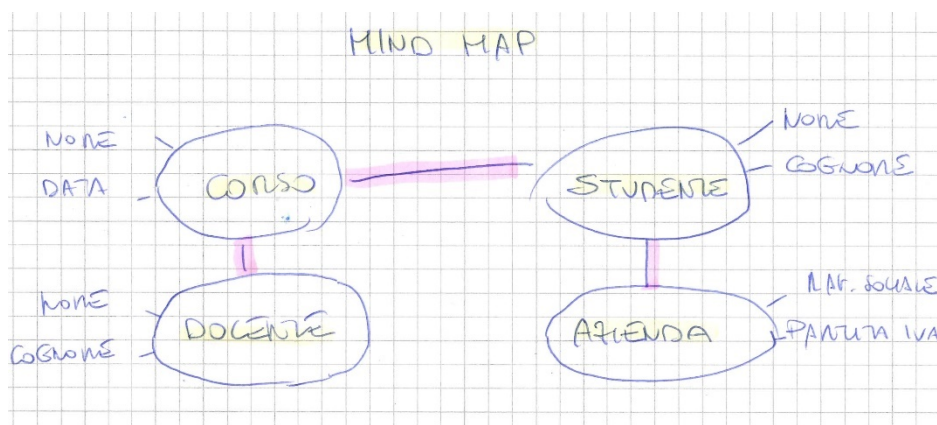 MIND MAP
NOME
DATA
CORSO
STUDENTE
NOME
COGNOME
NOME
COGNOME
DOCENTE
AZIENDA
RAG. SOCIALE
PARTITA IVA